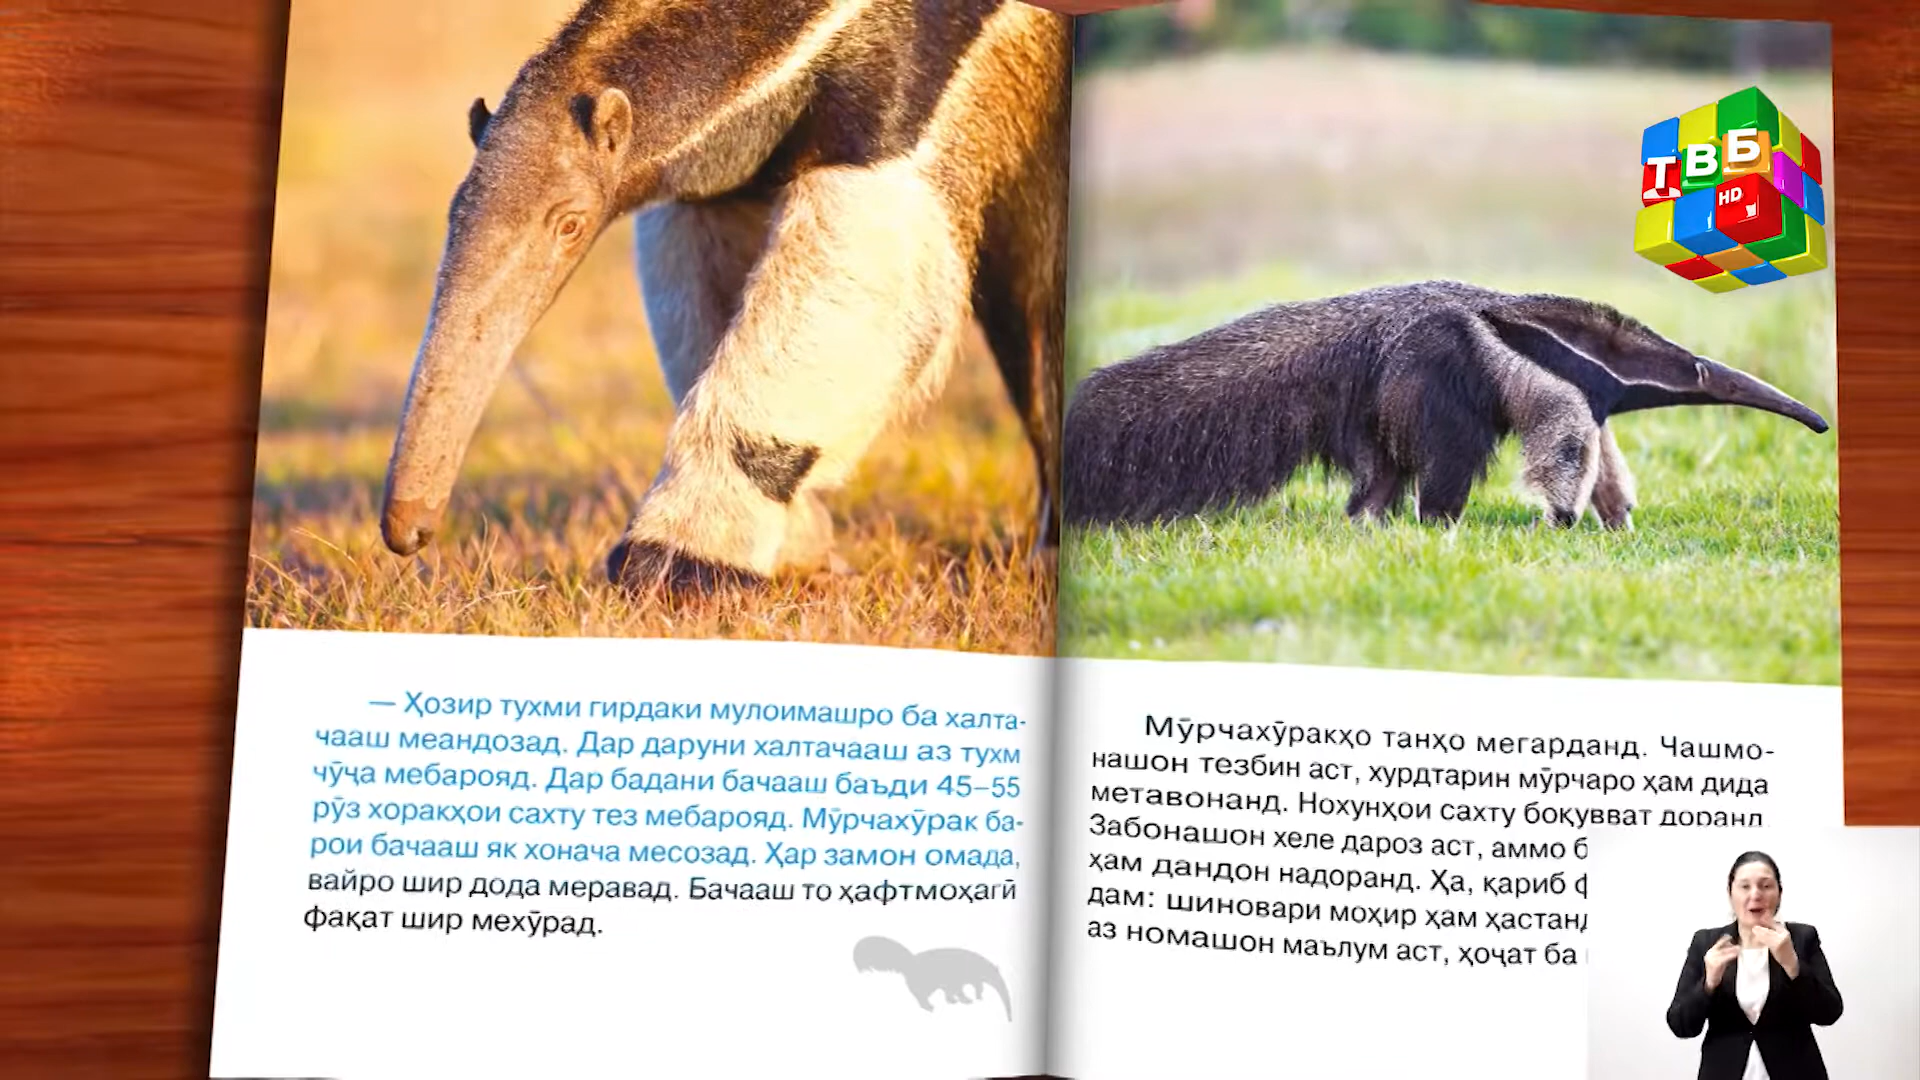 — Ҳозир тухми гирдаки мулоимашро ба халта-
чааш меандозад. Дар даруни халтачааш аз тухм
чӯҷа мебарояд. Дар бадани бачааш баъди 45–55
рӯз хоракҳои сахту тез мебарояд. Мӯрчахӯрак ба-
рои бачааш як хонача месозад. Ҳар замон омада,
вайро шир дода меравад. Бачааш то ҳафтмоҳагӣ
фақат шир мехӯрад.
Мӯрчахӯракҳо танҳо мегарданд. Чашмо-
нашон тезбин аст, хурдтарин мӯрчаро ҳам дида
метавонанд. Нохунҳои сахту боқувват доранд.
Забонашон хеле дароз аст, аммо
ҳам дандон надоранд. Ҳа, қариб
дам: шиновари моҳир ҳам
аз номашон маълум аст, ҳоҷат ба
ТВБ
HD